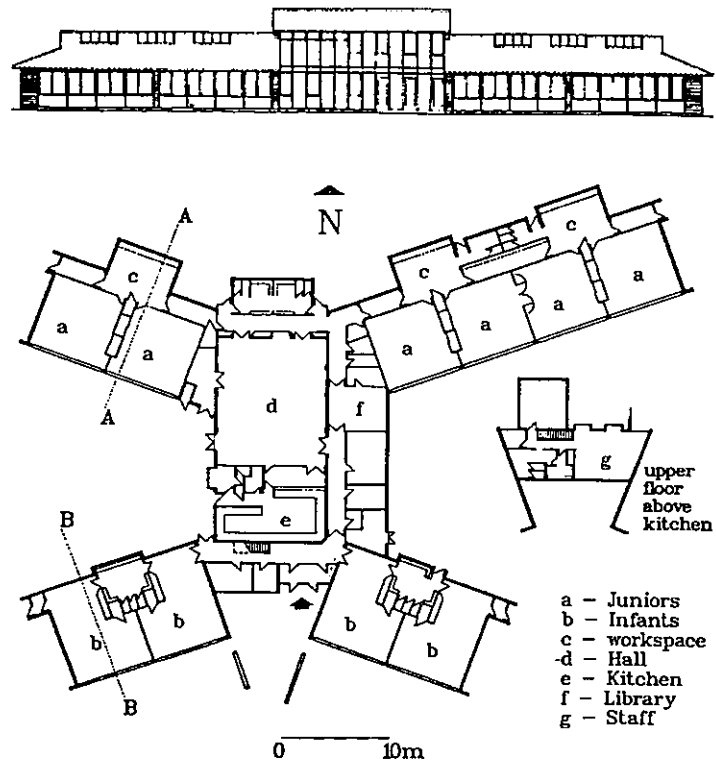 N
A
c
c
c
a
a
a
a
a
a
A
d
f
g
upper
floor
above
kitchen
B
e
b
b
b
b
B
a - Juniors
b - Infants
c - workspace
-d - Hall
e - Kitchen
f - Library
g - Staff
0 10m